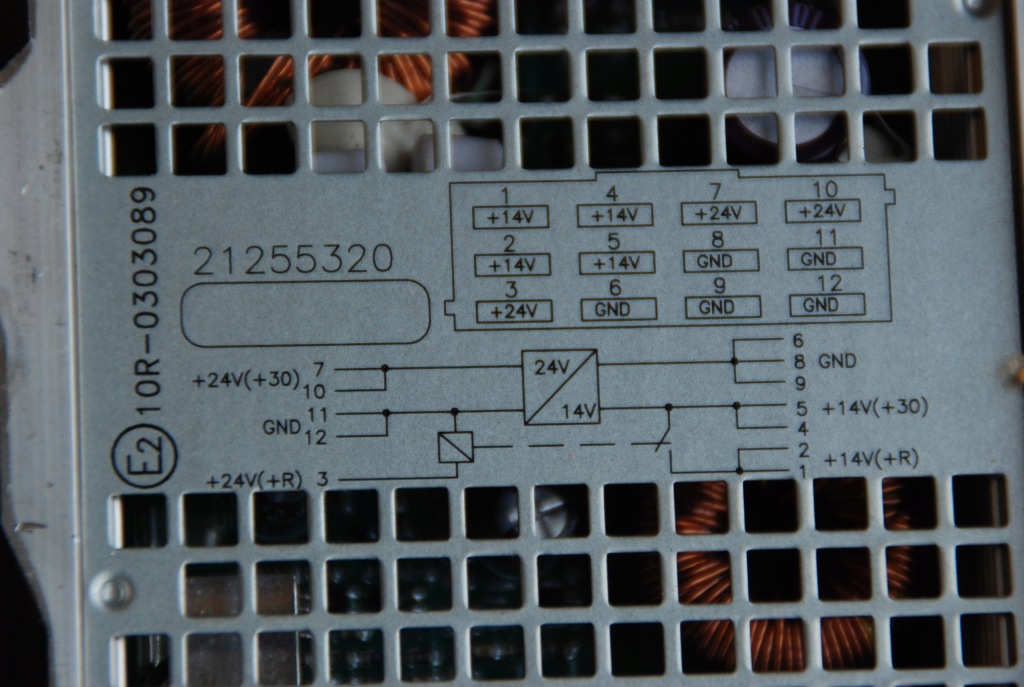 10R-0303089
E2
21255320
1 4 7 10
+14V +14V +24V +24V
2 5 8 11
+14V +14V GND GND
3 6 9 12
+24V GND GND GND
+24V(+30) 7
10
GND 11
12
+24V(+R) 3
24V
14V
6
8 GND
9
5 +14V(+30)
4
2 +14V(+R)
1